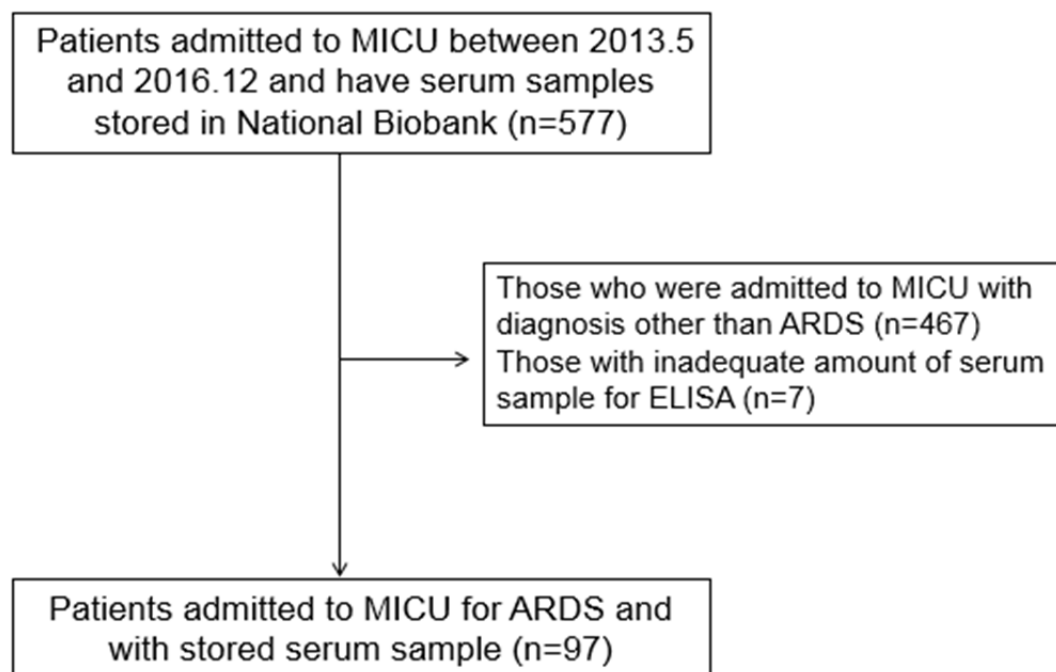 Patients admitted to MICU between 2013.5
and 2016.12 and have serum samples
stored in National Biobank (n=577)
Those who were admitted to MICU with
diagnosis other than ARDS (n=467)
Those with inadequate amount of serum
sample for ELISA (n=7)
Patients admitted to MICU for ARDS and
with stored serum sample (n=97)